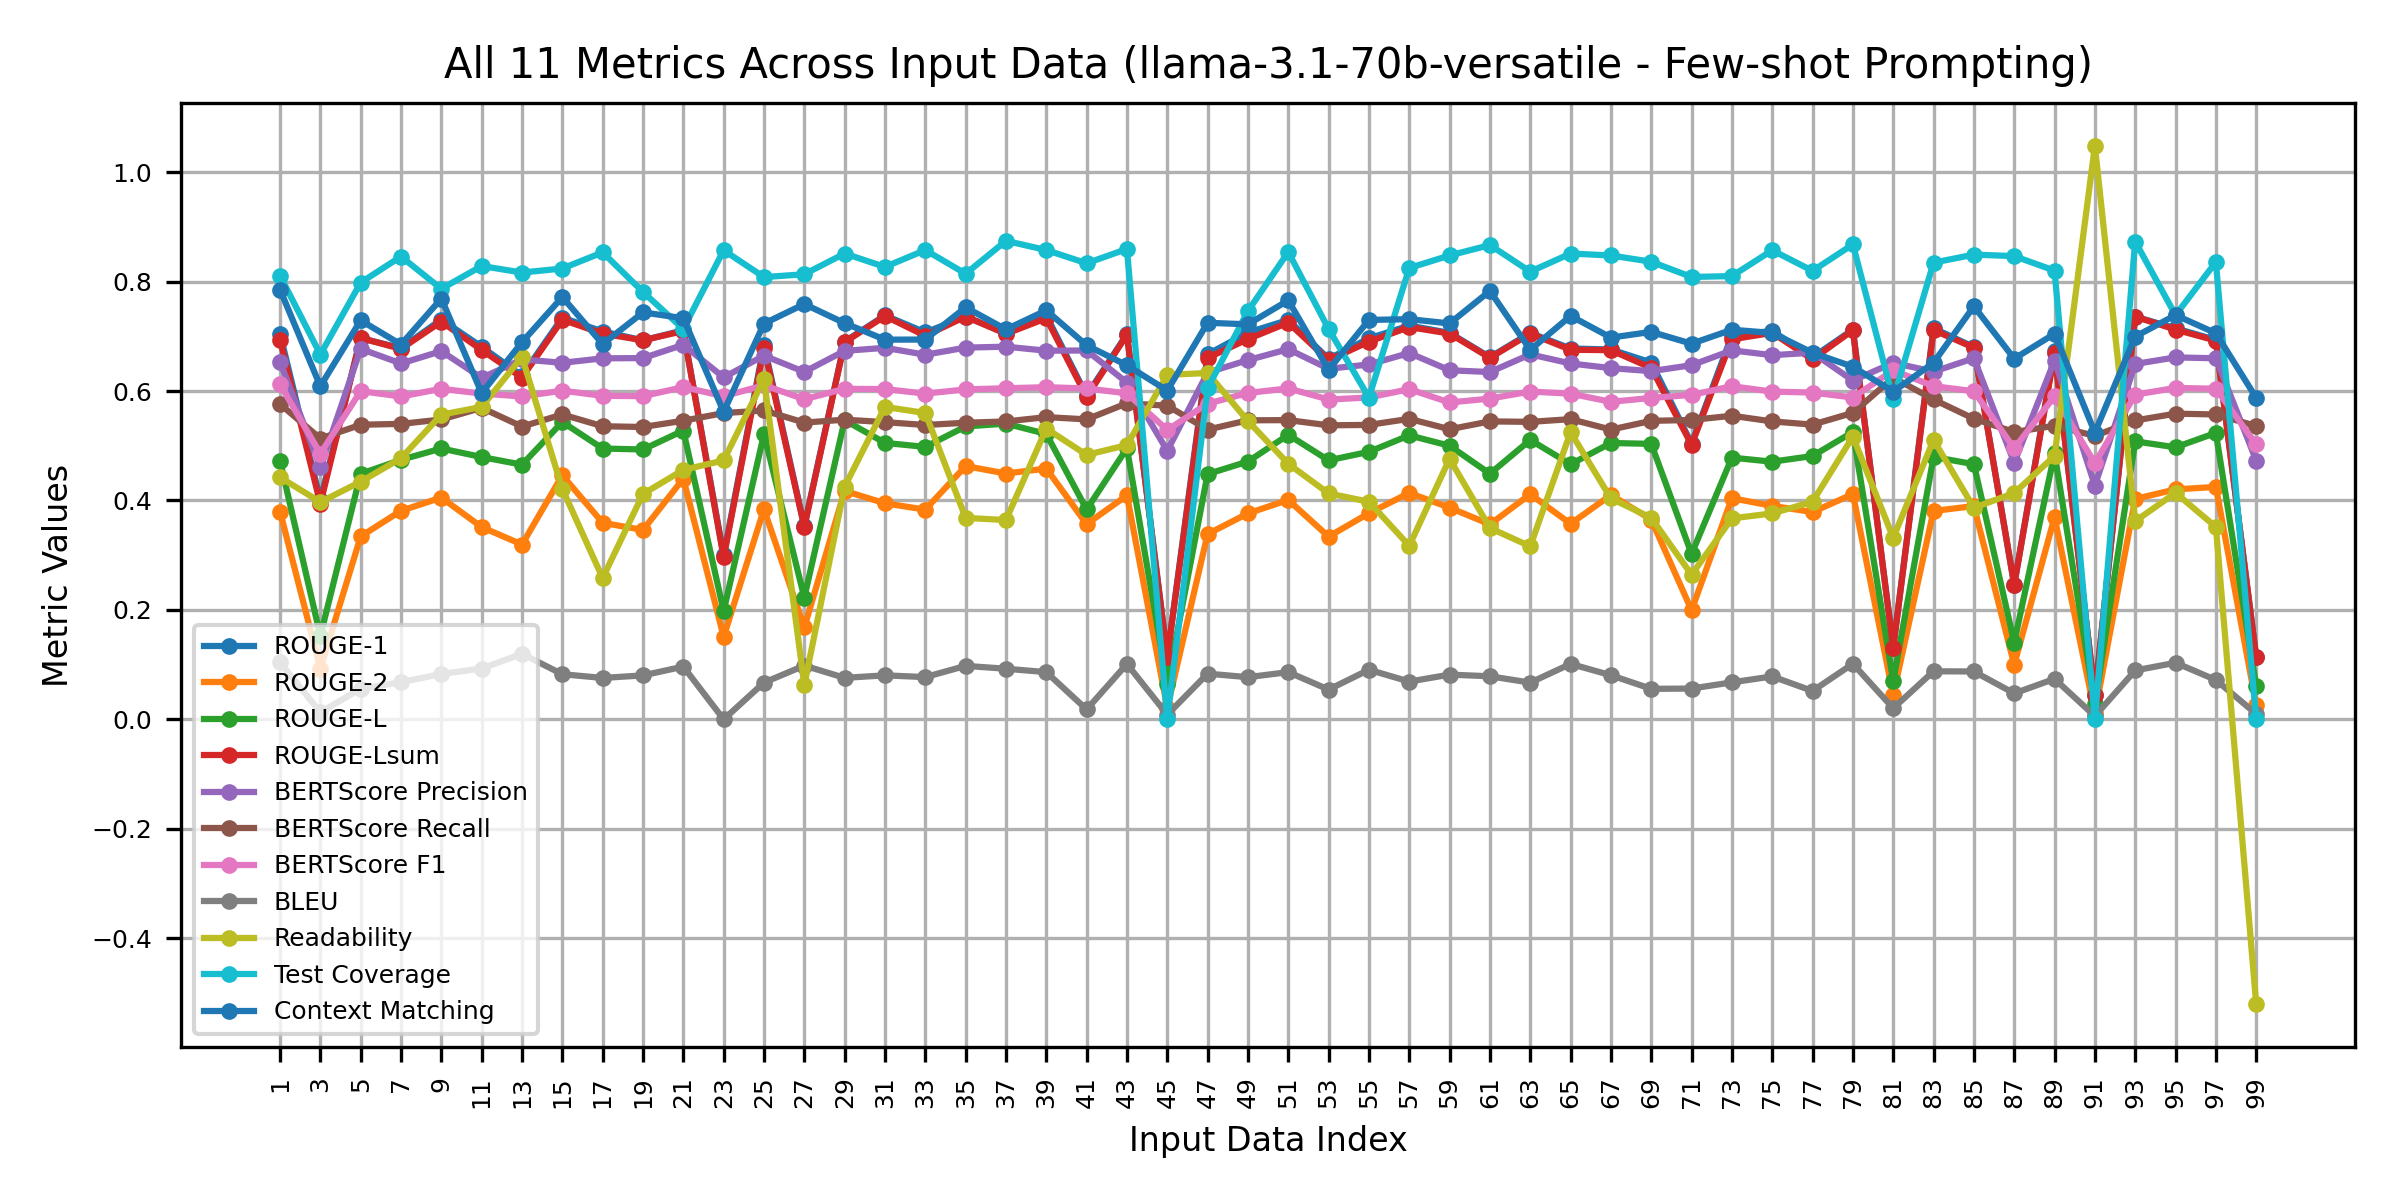 All 11 Metrics Across Input Data (llama-3.1-70b-versatile - Few-shot Prompting)
Metric Values
1.0
0.8
0.6
0.4
0.2
0.0
−0.2
−0.4
ROUGE-1
ROUGE-2
ROUGE-L
ROUGE-Lsum
BERTScore Precision
BERTScore Recall
BERTScore F1
BLEU
Readability
Test Coverage
Context Matching
1 3 5 7 9 11 13 15 17 19 21 23 25 27 29 31 33 35 37 39 41 43 45 47 49 51 53 55 57 59 61 63 65 67 69 71 73 75 77 79 81 83 85 87 89 91 93 95 97 99
Input Data Index